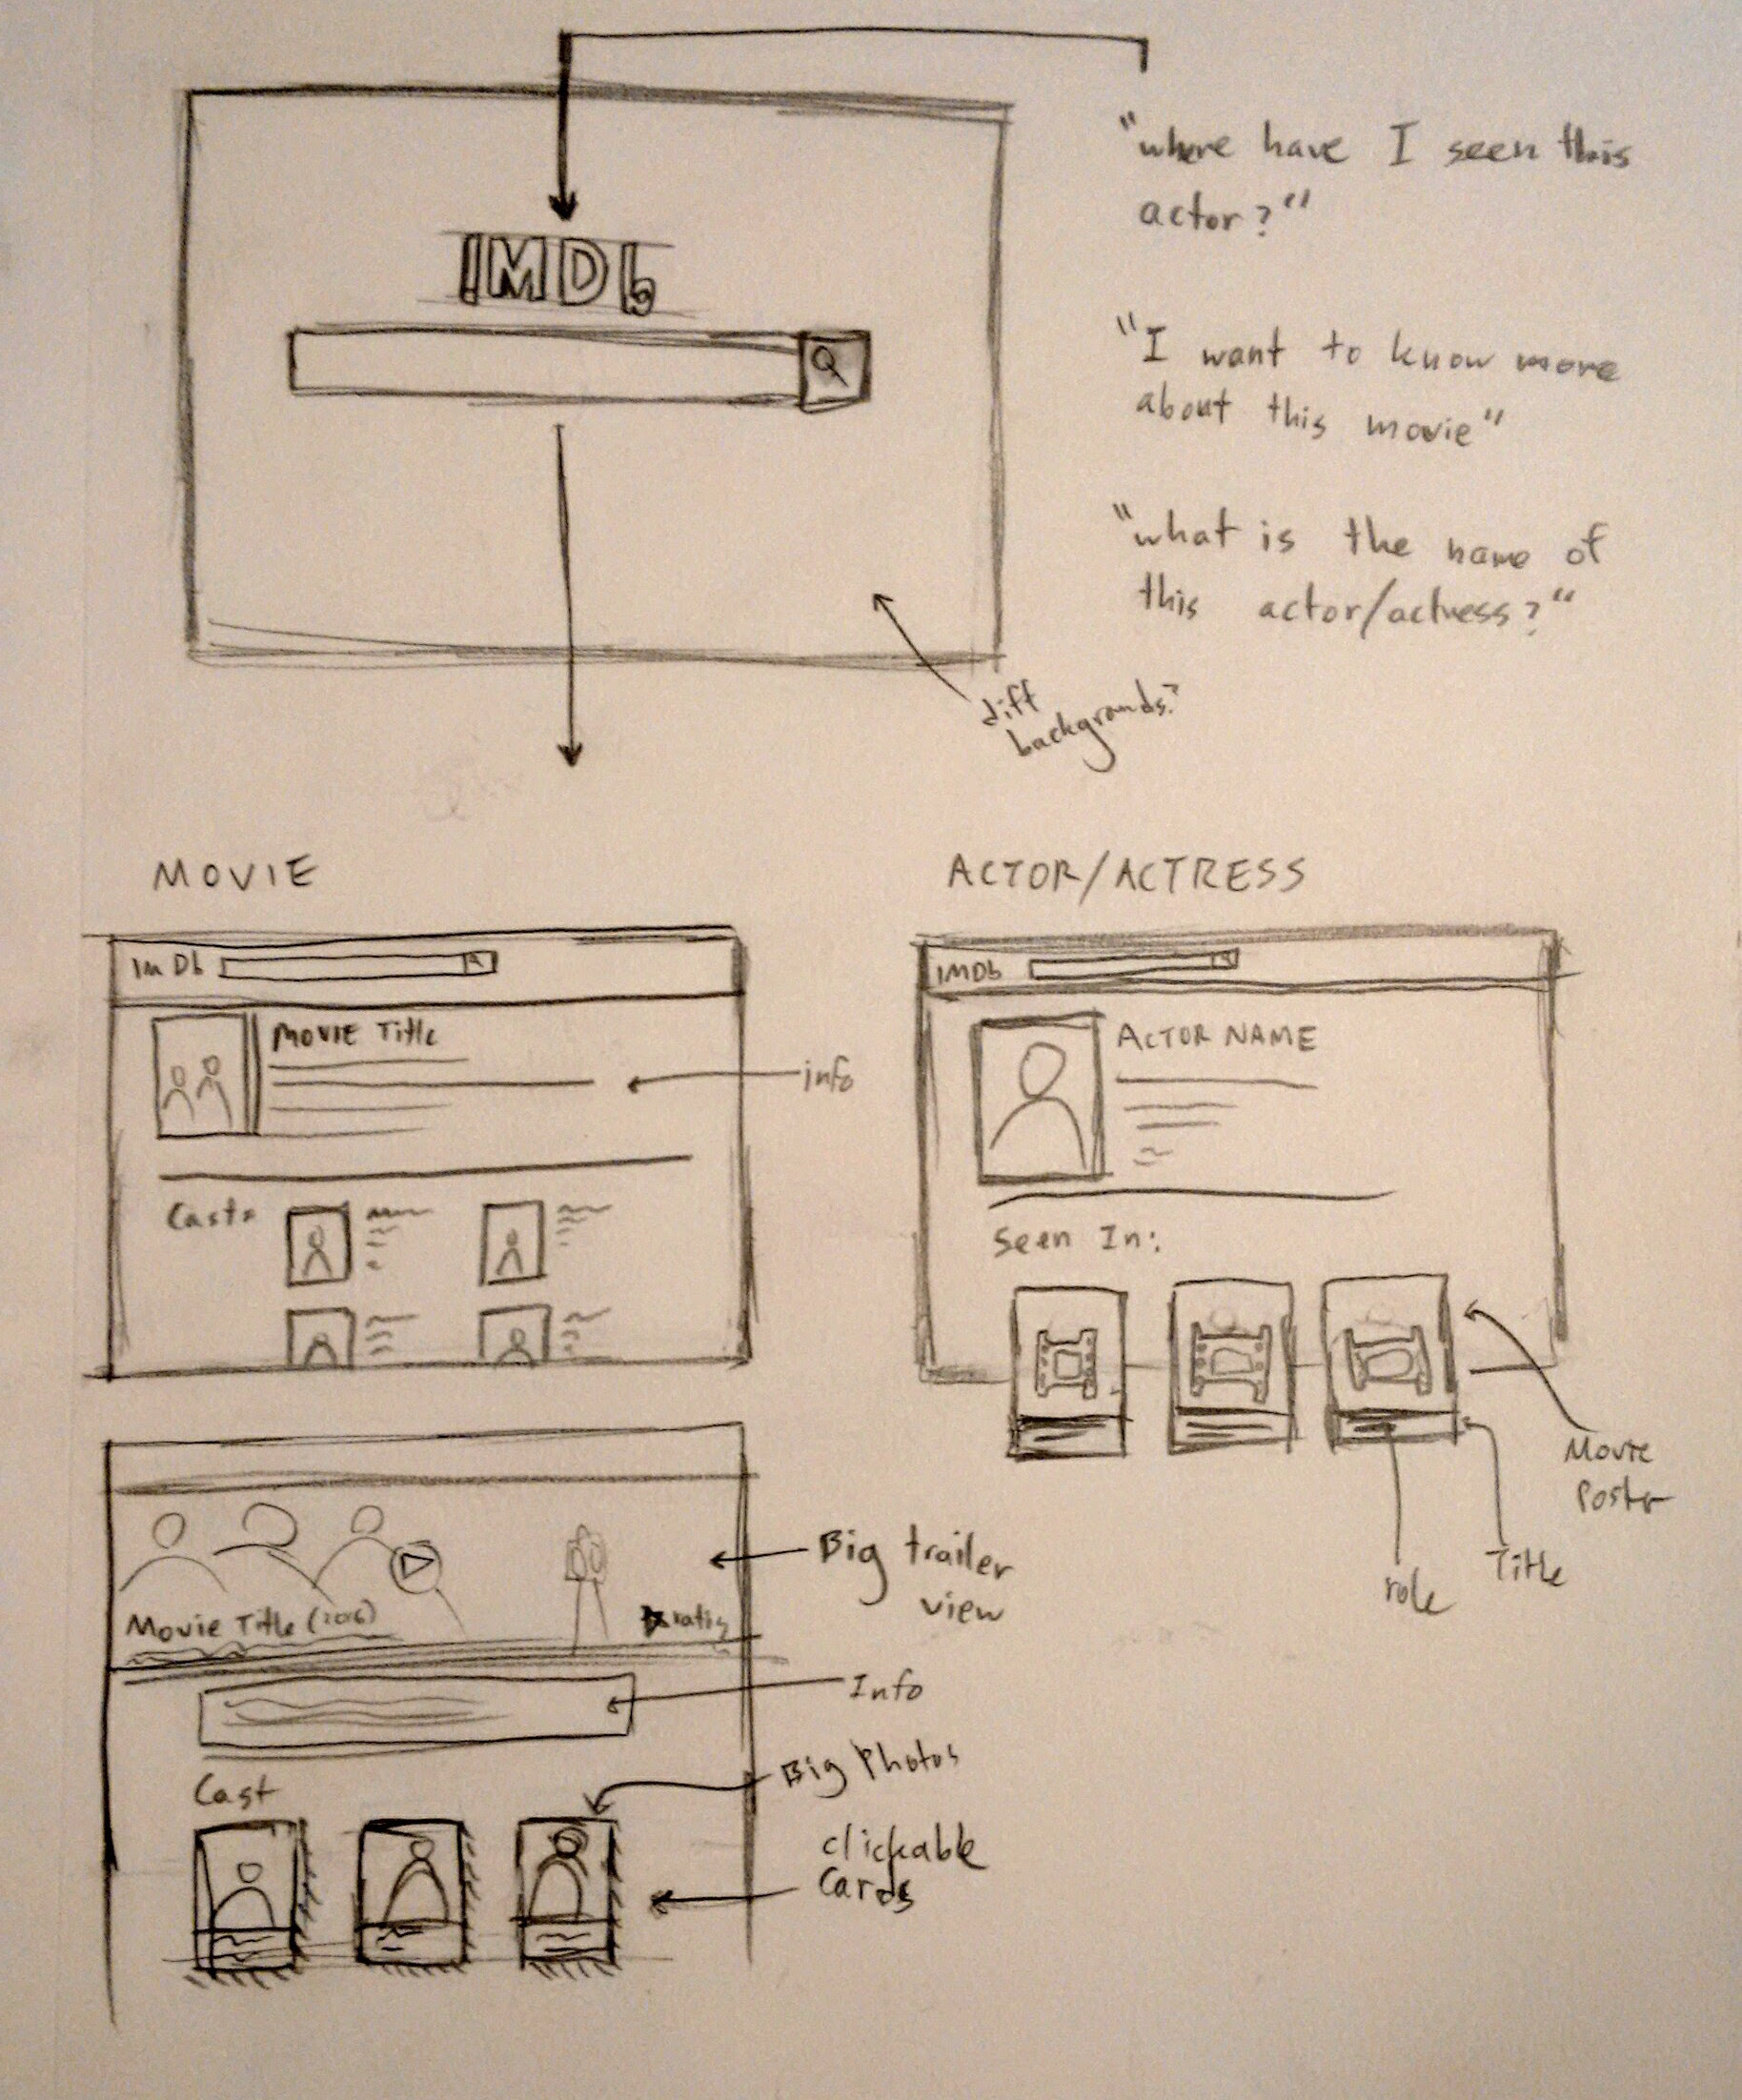 "where have I seen this
actor?"
IMDb
"I want to know more
about this movie"
"what is the name of
this actor/actress?"
diff
backgrounds?
MOVIE
IMDb
Movie Title
info
Cast:
ACTOR/ACTRESS
IMDb
ACTOR NAME
Seen In:
Movie
Poster
Title
role
Big trailer
view
Movie Title (2016)
rating
Info
Cast
Big Photos
clickable
Cards